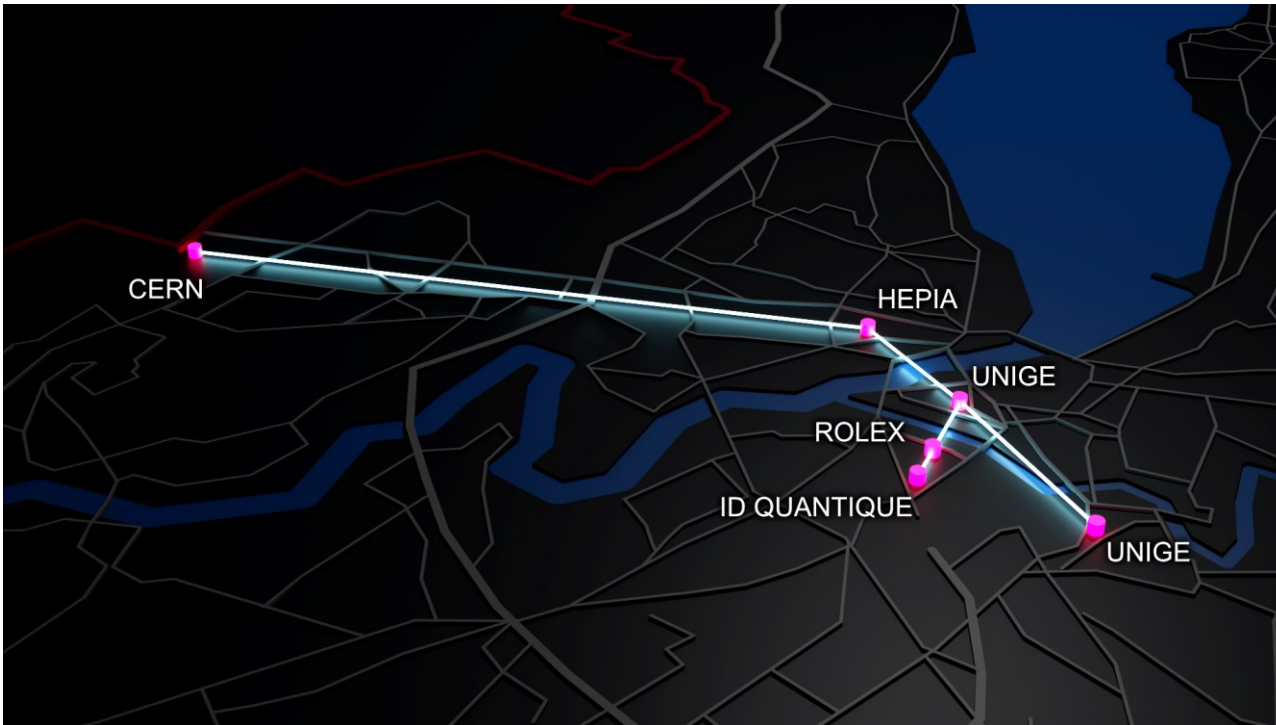 CERN
HEPIA
UNIGE
ROLEX
ID QUANTIQUE
UNIGE